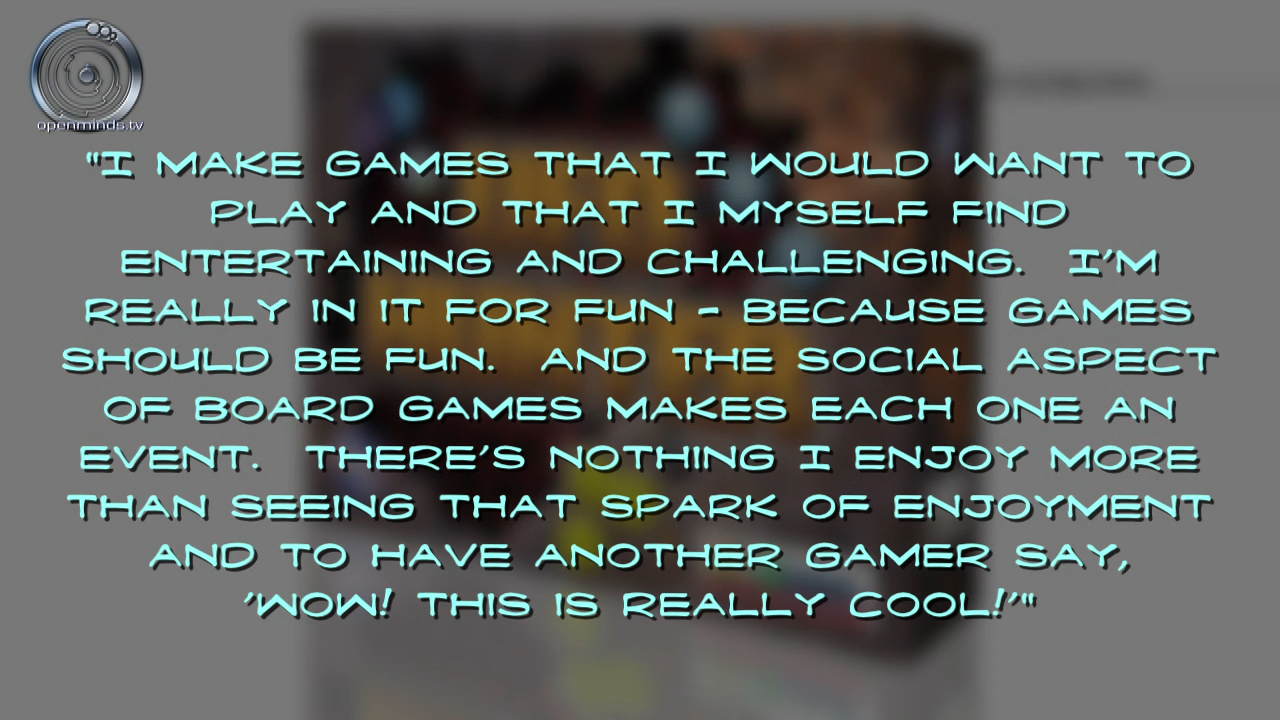 openminds.tv
"I MAKE GAMES THAT I WOULD WANT TO
PLAY AND THAT I MYSELF FIND
ENTERTAINING AND CHALLENGING.  I'M
REALLY IN IT FOR FUN - BECAUSE GAMES
SHOULD BE FUN.  AND THE SOCIAL ASPECT
OF BOARD GAMES MAKES EACH ONE AN
EVENT.  THERE'S NOTHING I ENJOY MORE
THAN SEEING THAT SPARK OF ENJOYMENT
AND TO HAVE ANOTHER GAMER SAY,
'WOW! THIS IS REALLY COOL!'"